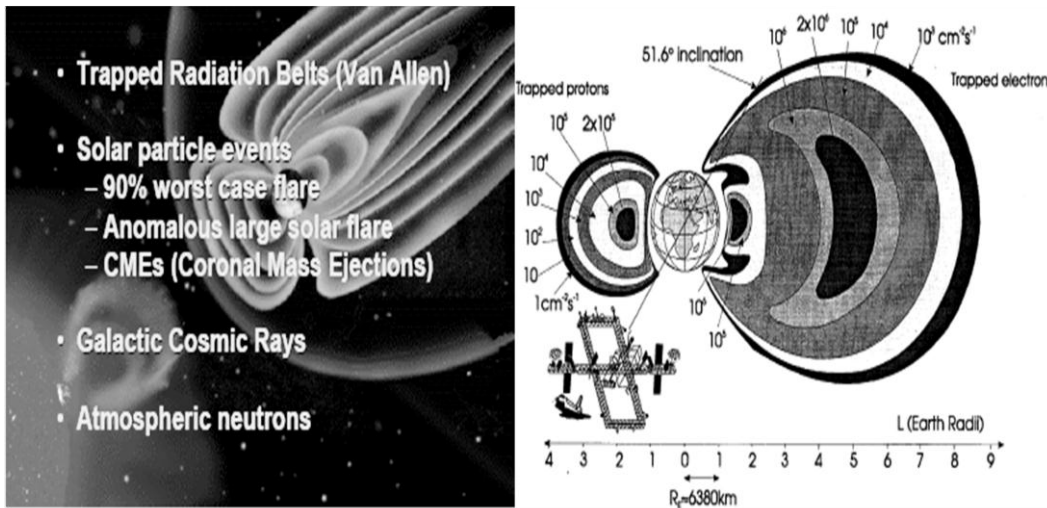 • Trapped Radiation Belts (Van Allen)
• Solar particle events
– 90% worst case flare
– Anomalous large solar flare
– CMEs (Coronal Mass Ejections)
• Galactic Cosmic Rays
• Atmospheric neutrons
51.6° inclination
10⁶
2x10⁶
10⁵
10⁴
10³ cm⁻²s⁻¹
Trapped protons
Trapped electron
10⁵
2x10⁵
10⁴
10³
10²
10
1cm⁻²s⁻¹
10⁶
10⁵
L (Earth Radii)
4 3 2 1 0 1 2 3 4 5 6 7 8 9